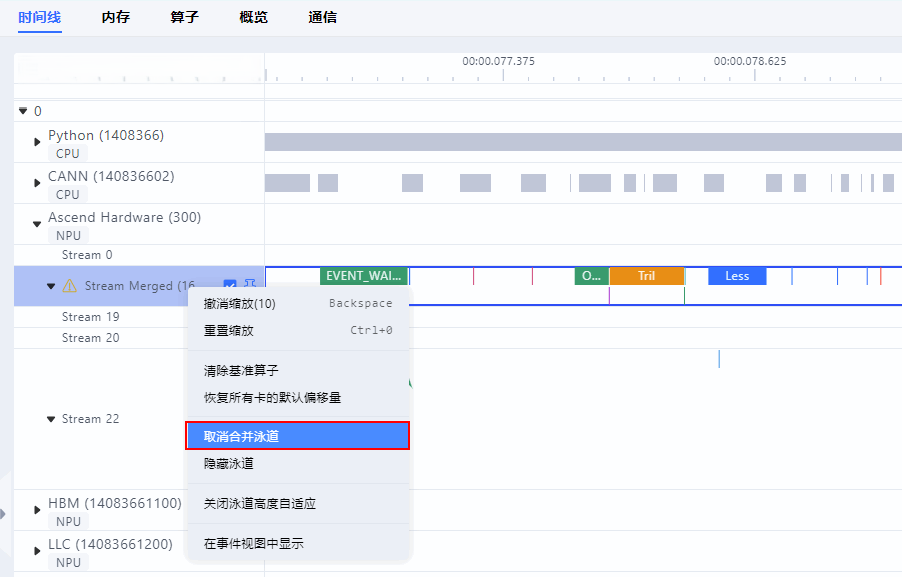 时间线 内存 算子 概览 通信
00:00.077.375 00:00.078.625
0
Python (1408366)
CPU
CANN (140836602)
CPU
Ascend Hardware (300)
NPU
Stream 0
EVENT_WAI... O... Tril Less
Stream Merged (16
撤消缩放(10) Backspace
重置缩放 Ctrl+0
清除基准算子
恢复所有卡的默认偏移量
取消合并泳道
隐藏泳道
关闭泳道高度自适应
在事件视图中显示
Stream 19
Stream 20
Stream 22
HBM (14083661100)
NPU
LLC (14083661200)
NPU